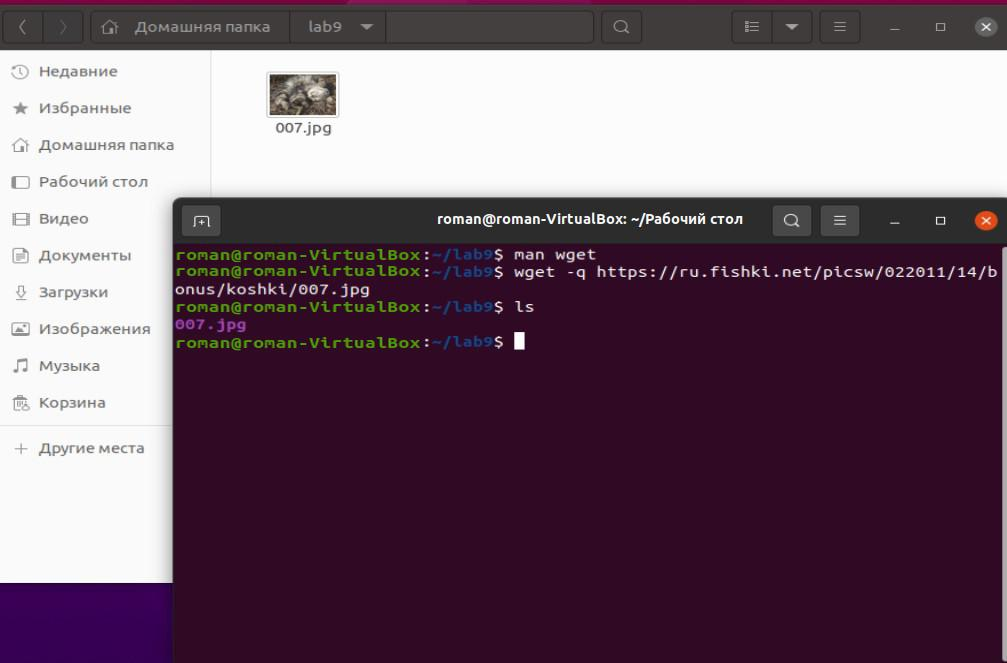 Домашняя папка lab9
Недавние
Избранные
Домашняя папка
Рабочий стол
Видео
Документы
Загрузки
Изображения
Музыка
Корзина
Другие места
007.jpg
roman@roman-VirtualBox: ~/Рабочий стол
roman@roman-VirtualBox:~/lab9$ man wget
roman@roman-VirtualBox:~/lab9$ wget -q https://ru.fishki.net/picsw/022011/14/b
onus/koshki/007.jpg
roman@roman-VirtualBox:~/lab9$ ls
007.jpg
roman@roman-VirtualBox:~/lab9$